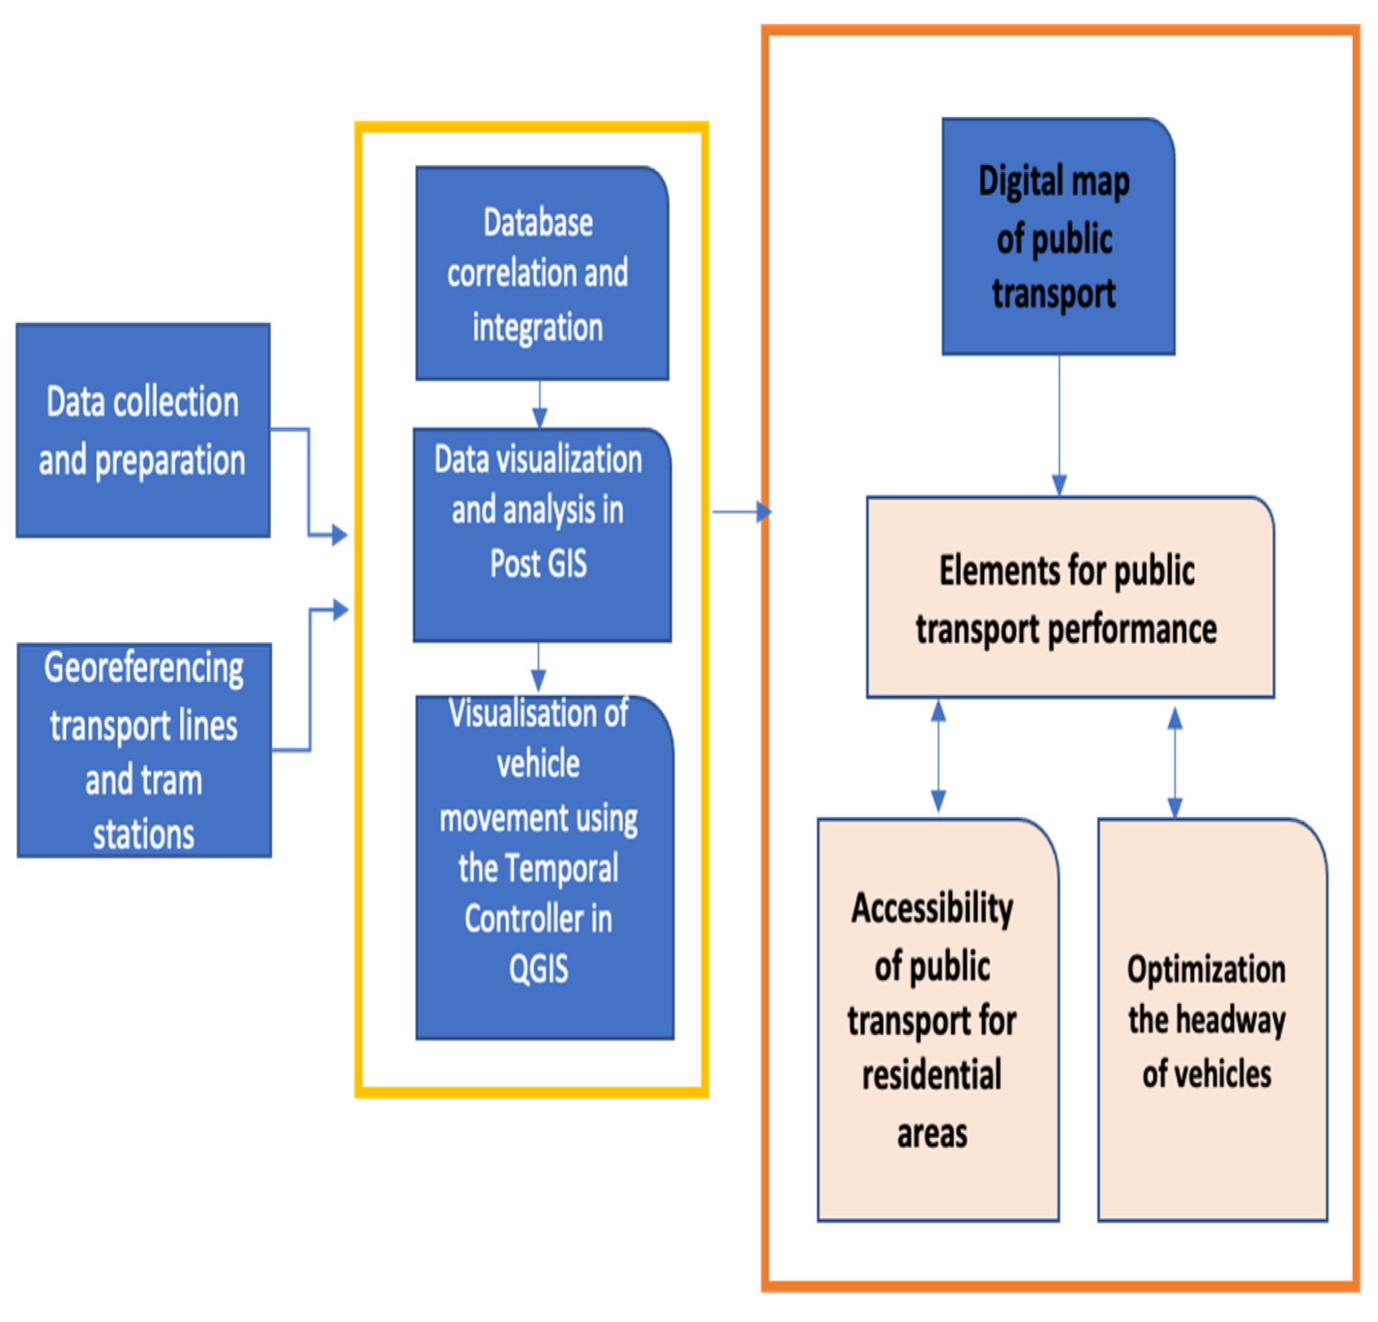 Data collection
and preparation
Georeferencing
transport lines
and tram
stations
Database
correlation and
integration
Data visualization
and analysis in
Post GIS
Visualisation of
vehicle
movement using
the Temporal
Controller in
QGIS
Digital map
of public
transport
Elements for public
transport performance
Accessibility
of public
transport for
residential
areas
Optimization
the headway
of vehicles